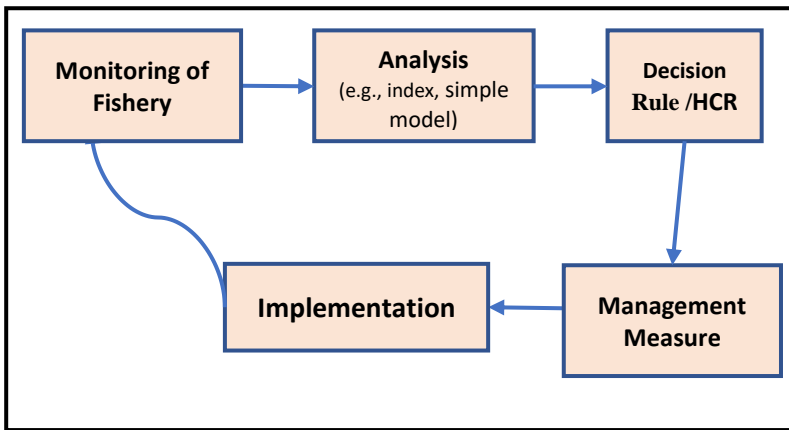 Monitoring of
Fishery
Analysis
(e.g., index, simple
model)
Decision
Rule /HCR
Management
Measure
Implementation